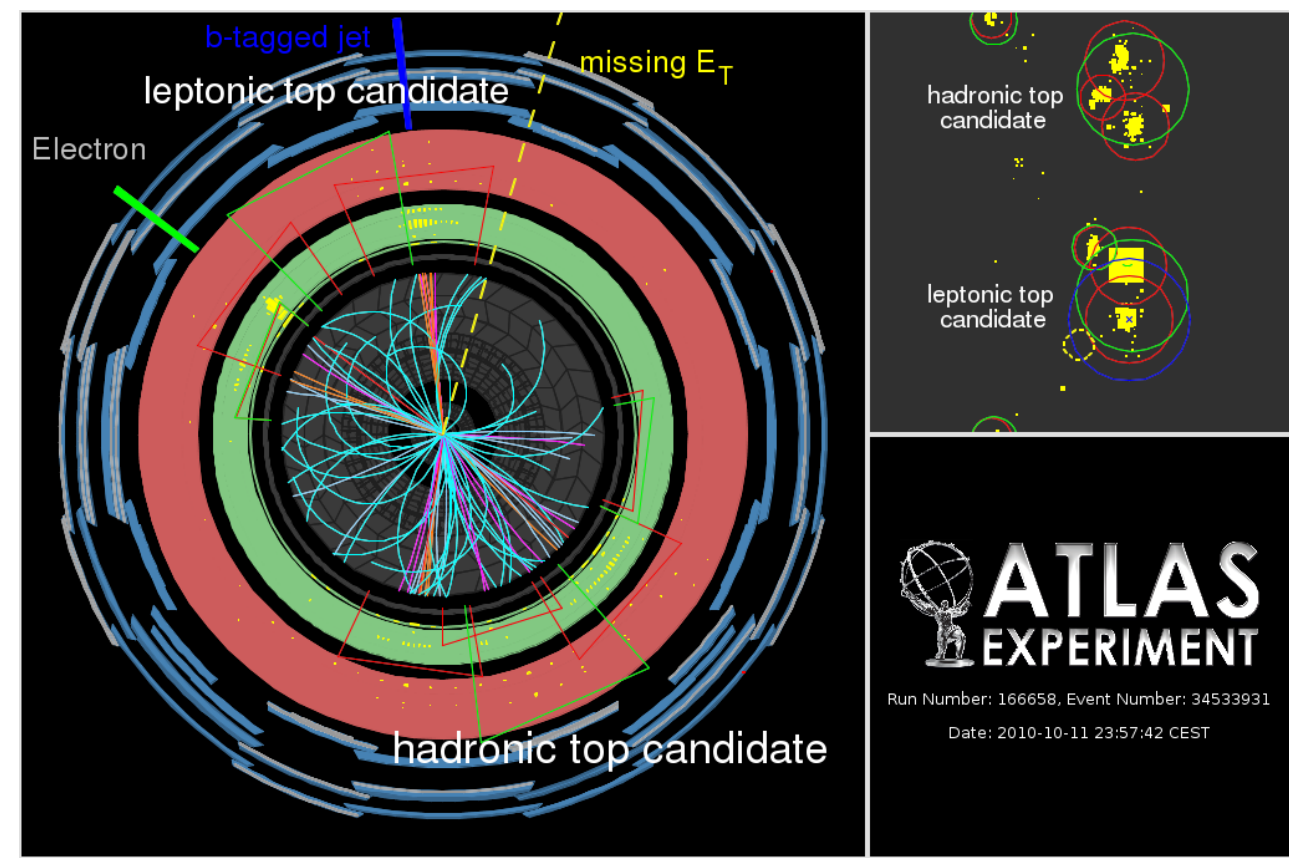 b-tagged jet
missing E_T
leptonic top candidate
Electron
hadronic top candidate
hadronic top
candidate
leptonic top
candidate
ATLAS
EXPERIMENT
Run Number: 166658, Event Number: 34533931
Date: 2010-10-11 23:57:42 CEST